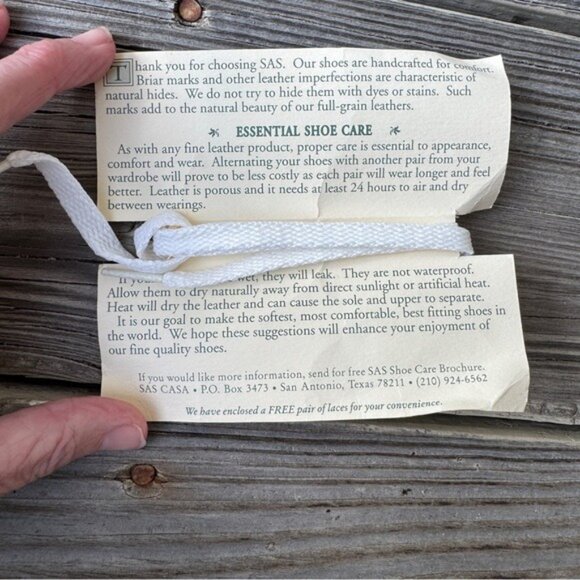 Thank you for choosing SAS. Our shoes are handcrafted for comfort.
Briar marks and other leather imperfections are characteristic of
natural hides. We do not try to hide them with dyes or stains. Such
marks add to the natural beauty of our full-grain leathers.
ESSENTIAL SHOE CARE
As with any fine leather product, proper care is essential to appearance,
comfort and wear. Alternating your shoes with another pair from your
wardrobe will prove to be less costly as each pair will wear longer and feel
better. Leather is porous and it needs at least 24 hours to air and dry
between wearings.
wet, they will leak. They are not waterproof.
Allow them to dry naturally away from direct sunlight or artificial heat.
Heat will dry the leather and can cause the sole and upper to separate.
It is our goal to make the softest, most comfortable, best fitting shoes in
the world. We hope these suggestions will enhance your enjoyment of
our fine quality shoes.
If you would like more information, send for free SAS Shoe Care Brochure.
SAS CASA • P.O. Box 3473 • San Antonio, Texas 78211 • (210) 924-6562
We have enclosed a FREE pair of laces for your convenience.